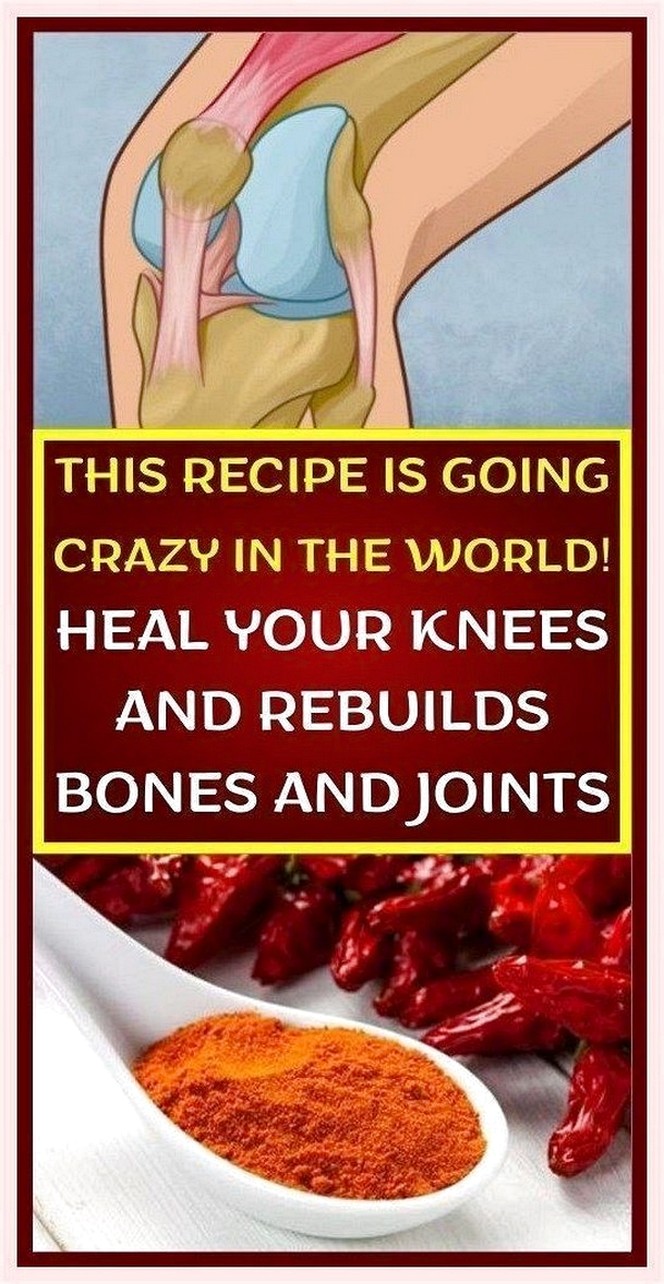 THIS RECIPE IS GOING
CRAZY IN THE WORLD!
HEAL YOUR KNEES
AND REBUILDS
BONES AND JOINTS